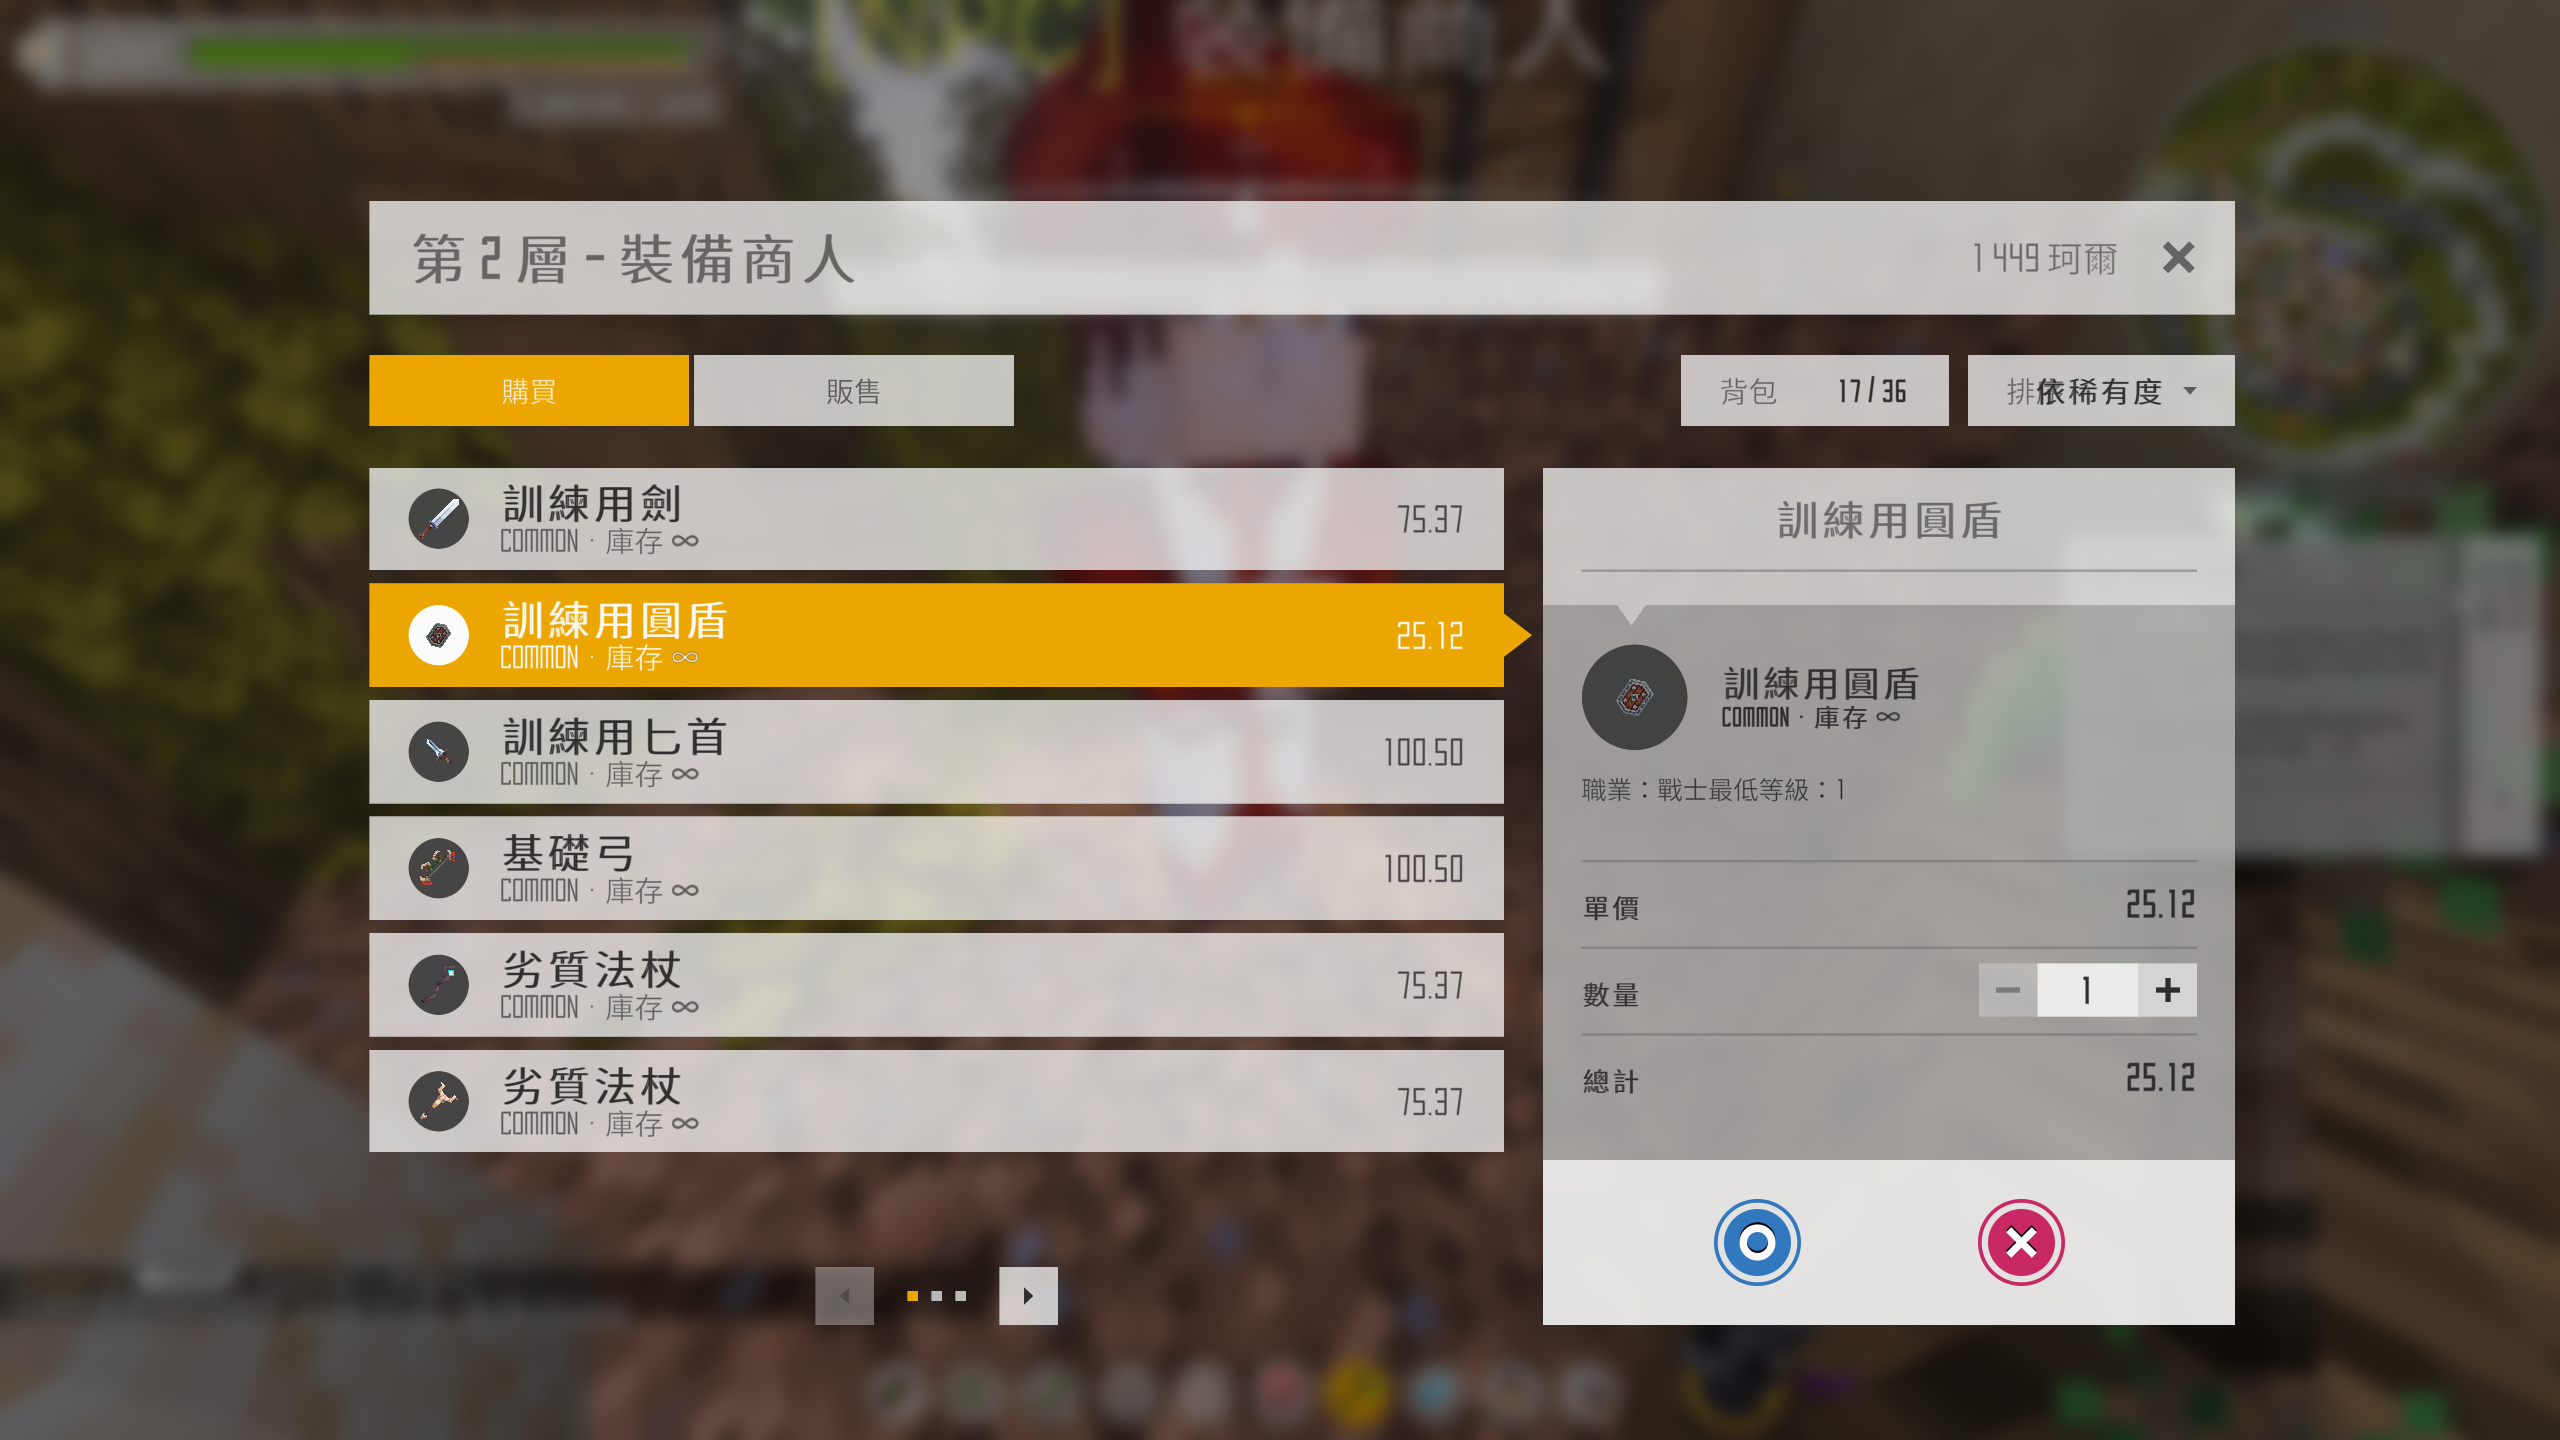 [NPC] 裝備商人
第2層-裝備商人
1 449 珂爾
購買
販售
背包 17/36
依稀有度
訓練用劍
COMMON · 庫存 ∞
75.37
訓練用圓盾
COMMON · 庫存 ∞
25.12
訓練用匕首
COMMON · 庫存 ∞
100.50
基礎弓
COMMON · 庫存 ∞
100.50
劣質法杖
COMMON · 庫存 ∞
75.37
劣質法杖
COMMON · 庫存 ∞
75.37
訓練用圓盾
訓練用圓盾
COMMON · 庫存 ∞
職業：戰士最低等級：1
單價 25.12
數量 1
總計 25.12